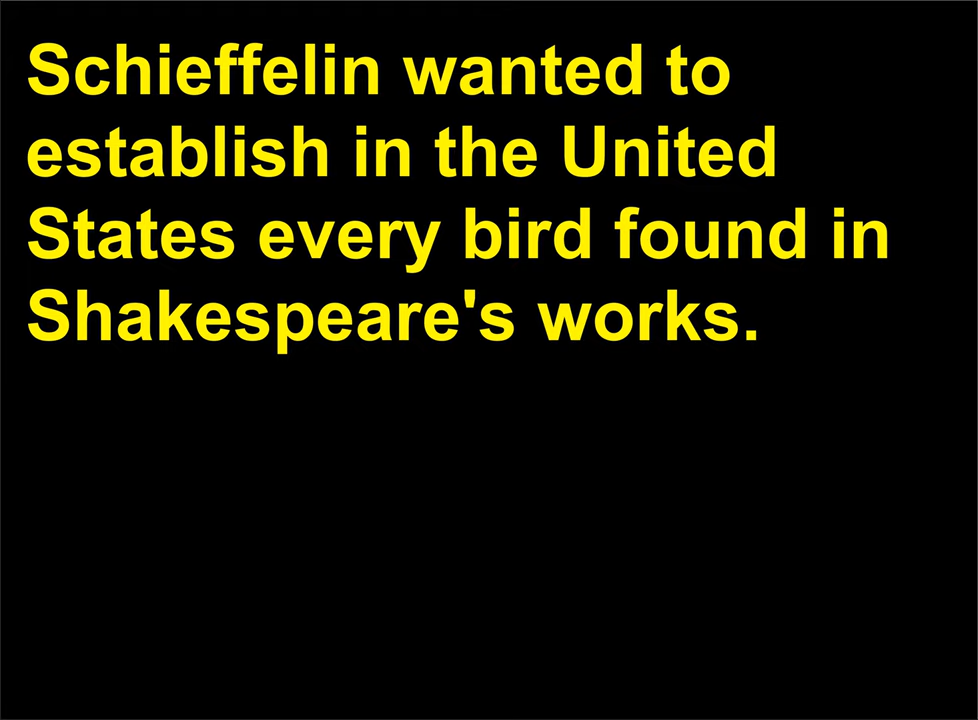 Schieffelin wanted to
establish in the United
States every bird found in
Shakespeare's works.